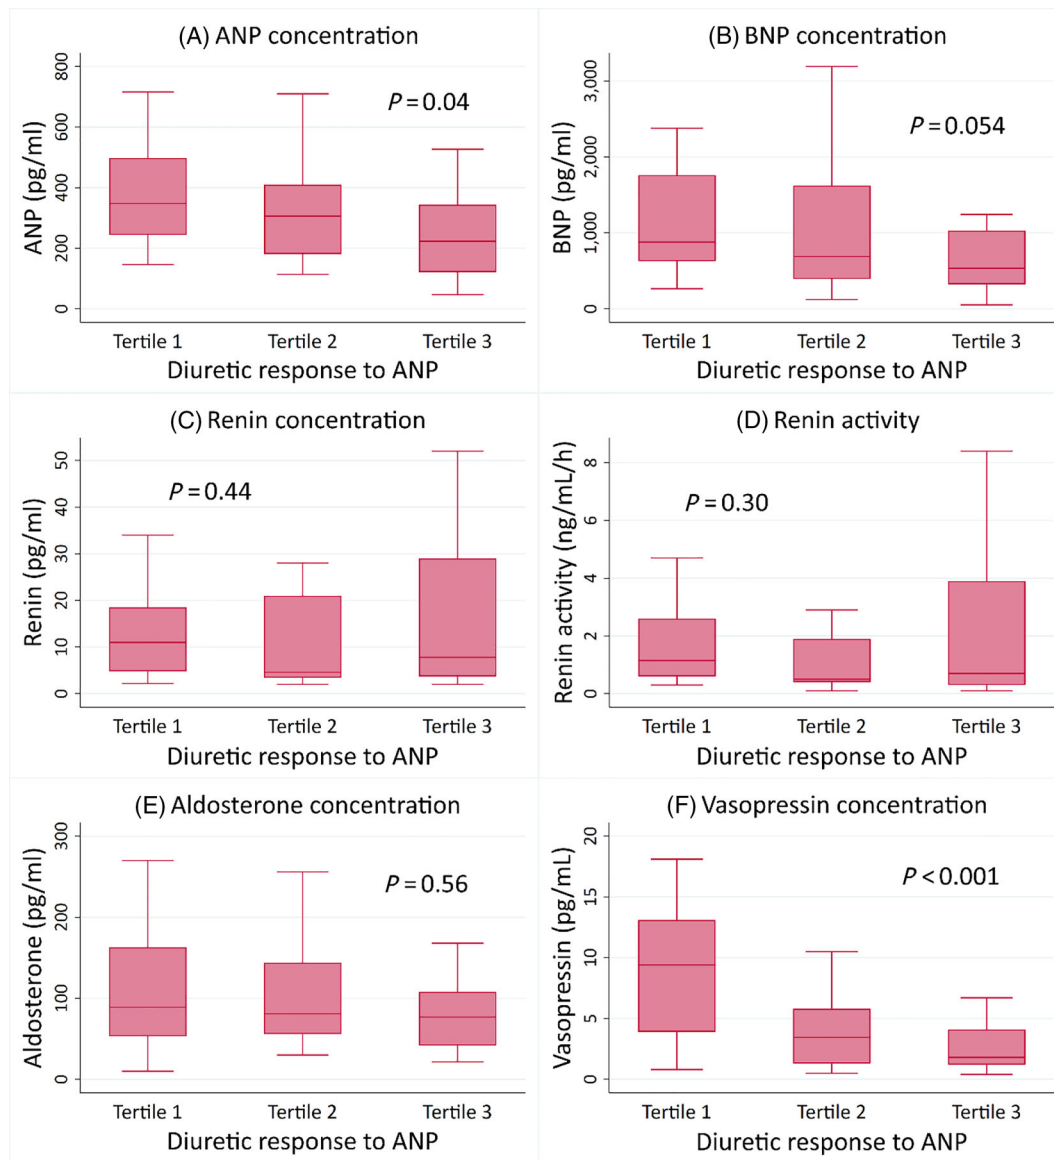 (A) ANP concentration
P = 0.04
ANP (pg/ml)
800
600
400
200
0
Tertile 1 Tertile 2 Tertile 3
Diuretic response to ANP
(B) BNP concentration
P = 0.054
BNP (pg/ml)
3,000
2,000
1,000
0
Tertile 1 Tertile 2 Tertile 3
Diuretic response to ANP
(C) Renin concentration
P = 0.44
Renin (pg/ml)
50
40
30
20
10
0
Tertile 1 Tertile 2 Tertile 3
Diuretic response to ANP
(D) Renin activity
P = 0.30
Renin activity (ng/mL/h)
8
6
4
2
0
Tertile 1 Tertile 2 Tertile 3
Diuretic response to ANP
(E) Aldosterone concentration
P = 0.56
Aldosterone (pg/ml)
300
200
100
0
Tertile 1 Tertile 2 Tertile 3
Diuretic response to ANP
(F) Vasopressin concentration
P < 0.001
Vasopressin (pg/mL)
20
15
10
5
0
Tertile 1 Tertile 2 Tertile 3
Diuretic response to ANP